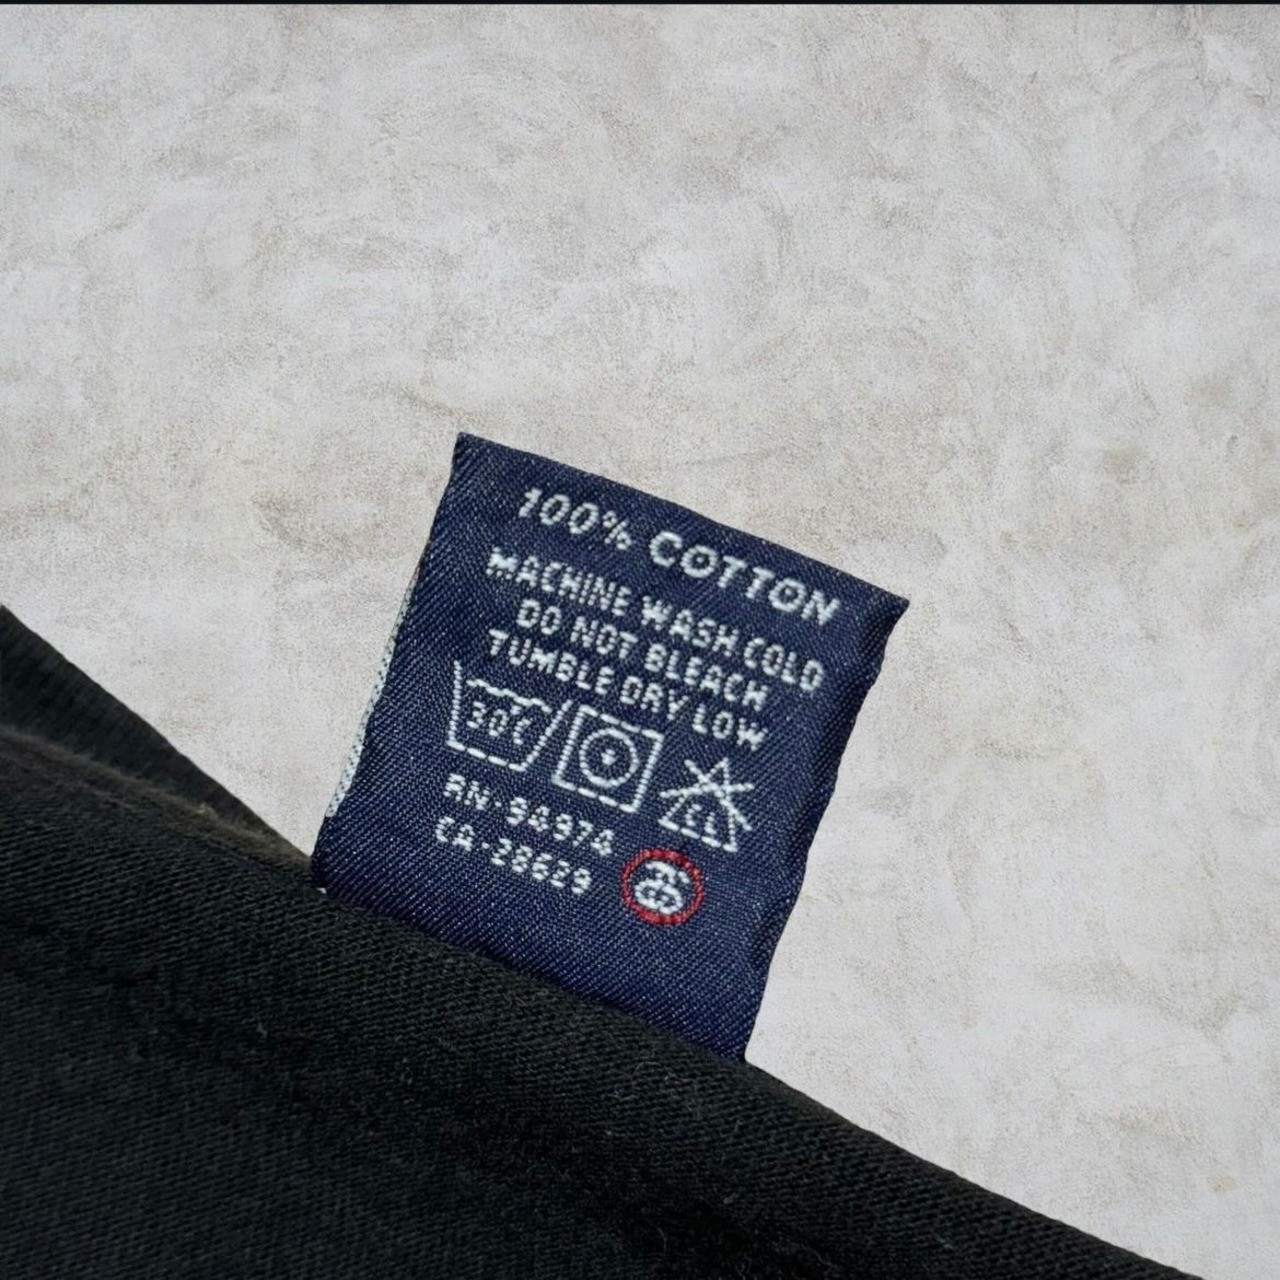 100% COTTON
MACHINE WASH COLD
DO NOT BLEACH
TUMBLE DRY LOW
30C
CL
RN-94974
CA-28629